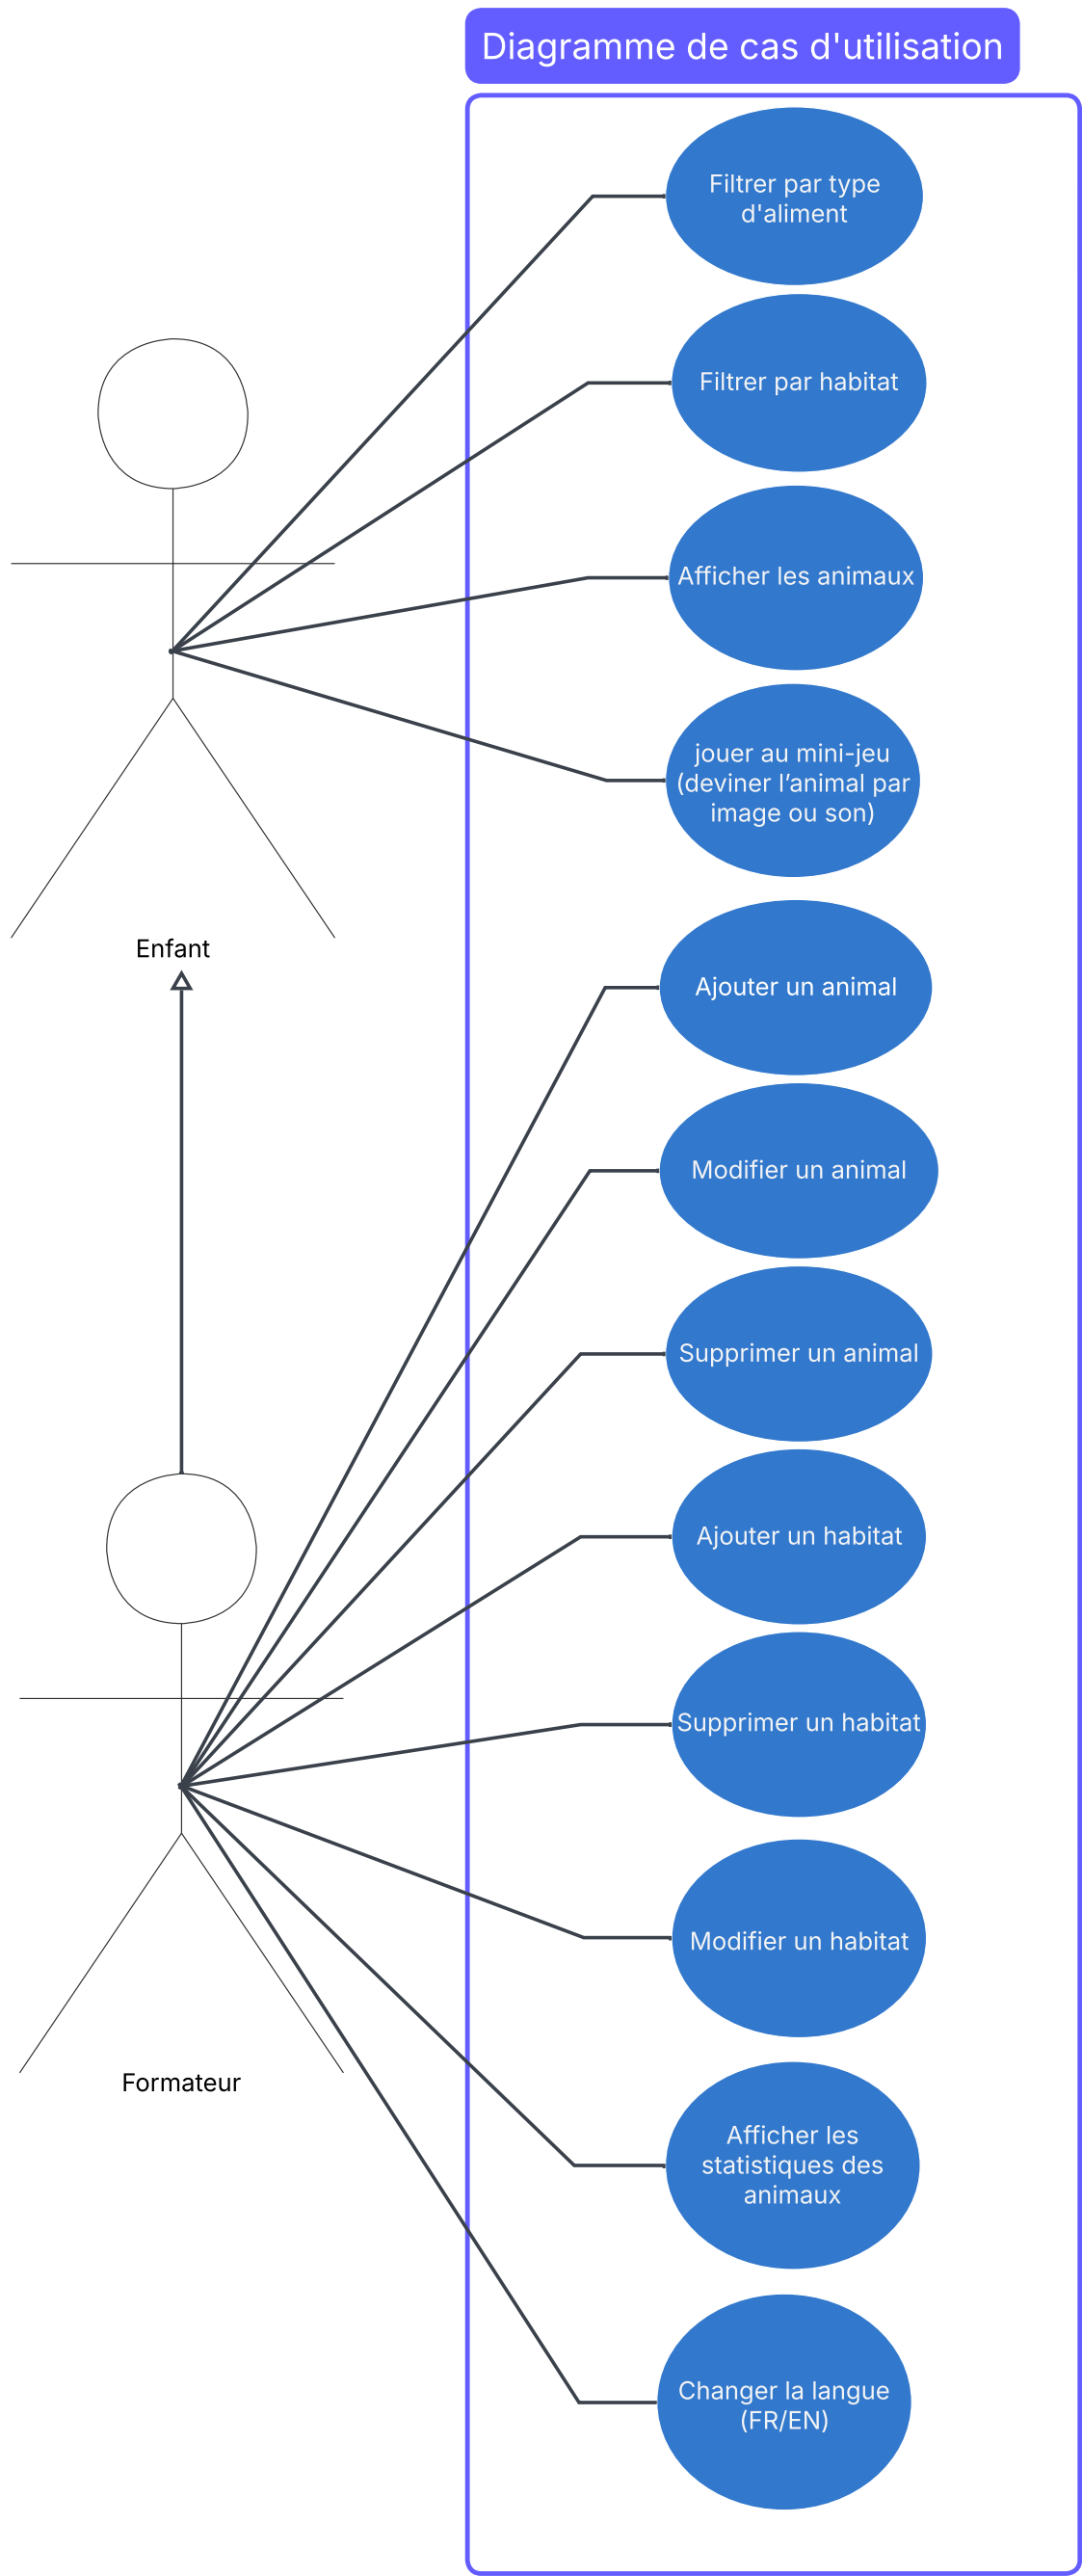 Diagramme de cas d'utilisation
Filtrer par type
d'aliment
Filtrer par habitat
Afficher les animaux
jouer au mini-jeu
(deviner l’animal par
image ou son)
Enfant
Ajouter un animal
Modifier un animal
Supprimer un animal
Ajouter un habitat
Supprimer un habitat
Modifier un habitat
Formateur
Afficher les
statistiques des
animaux
Changer la langue
(FR/EN)